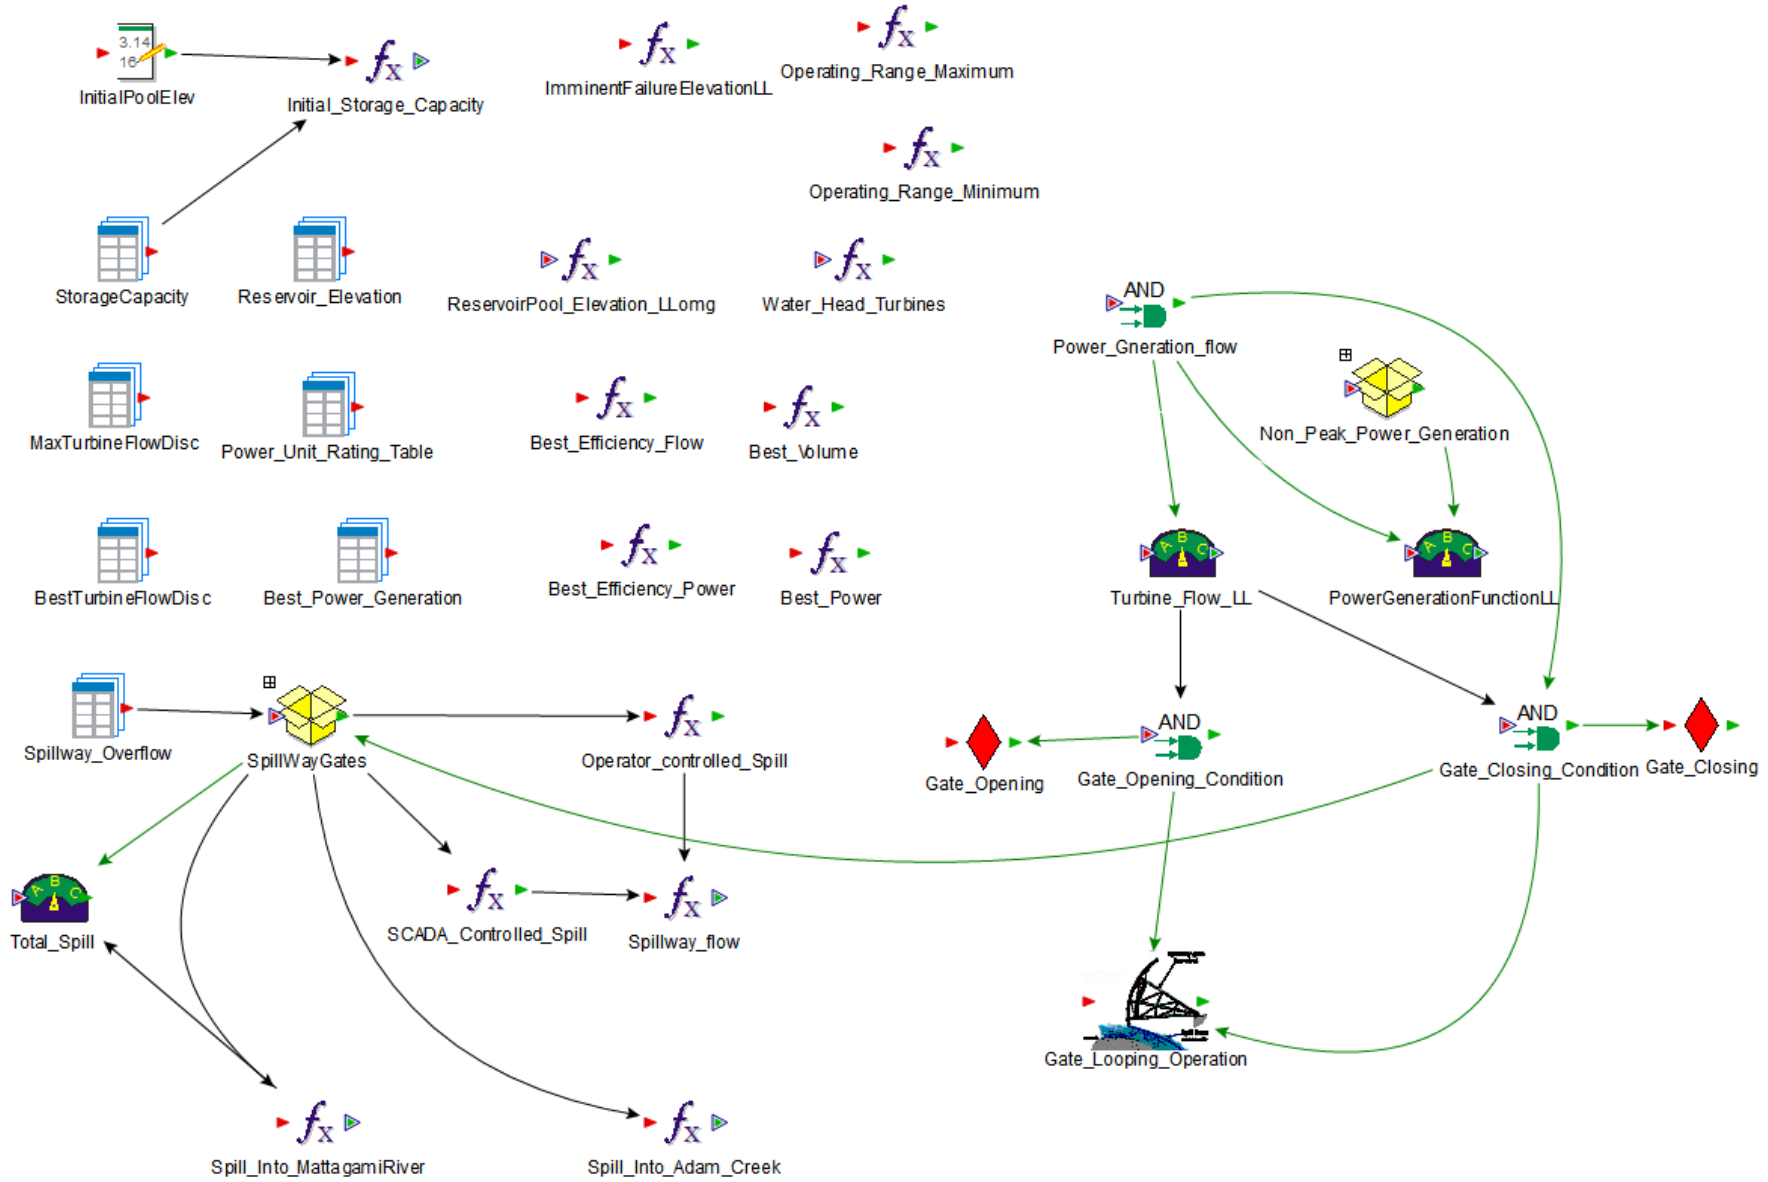 3.14
16
InitialPoolElev
Initial_Storage_Capacity
ImminentFailureElevationLL
Operating_Range_Maximum
Operating_Range_Minimum
StorageCapacity
Reservoir_Elevation
ReservoirPool_Elevation_LLomg
Water_Head_Turbines
AND
Power_Gneration_flow
Non_Peak_Power_Generation
MaxTurbineFlowDisc
Power_Unit_Rating_Table
Best_Efficiency_Flow
Best_Volume
A B C
A B C
BestTurbineFlowDisc
Best_Power_Generation
Best_Efficiency_Power
Best_Power
Turbine_Flow_LL
PowerGenerationFunctionLL
Spillway_Overflow
SpillWayGates
Operator_controlled_Spill
Gate_Opening
AND
Gate_Opening_Condition
AND
Gate_Closing_Condition
Gate_Closing
A B C
Total_Spill
SCADA_Controlled_Spill
Spillway_flow
Gate_Looping_Operation
Spill_Into_MattagamiRiver
Spill_Into_Adam_Creek